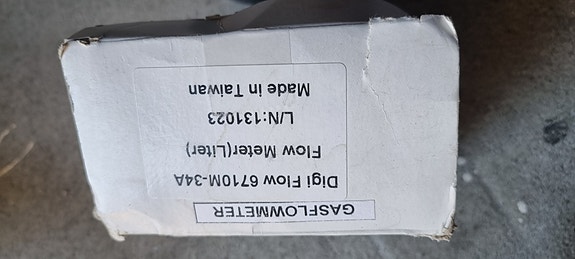 GASFLOWMETER
Digi Flow 6710M-34A
Flow Meter(Liter)
L/N:131023
Made in Taiwan